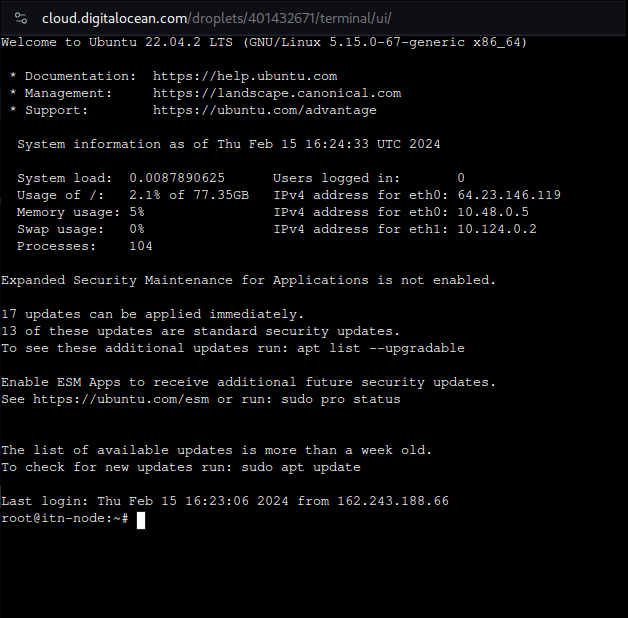 cloud.digitalocean.com/droplets/401432671/terminal/ui/
Welcome to Ubuntu 22.04.2 LTS (GNU/Linux 5.15.0-67-generic x86_64)
* Documentation: https://help.ubuntu.com
* Management: https://landscape.canonical.com
* Support: https://ubuntu.com/advantage
System information as of Thu Feb 15 16:24:33 UTC 2024
System load: 0.0087890625 Users logged in: 0
Usage of /: 2.1% of 77.35GB IPv4 address for eth0: 64.23.146.119
Memory usage: 5% IPv4 address for eth0: 10.48.0.5
Swap usage: 0% IPv4 address for eth1: 10.124.0.2
Processes: 104
Expanded Security Maintenance for Applications is not enabled.
17 updates can be applied immediately.
13 of these updates are standard security updates.
To see these additional updates run: apt list --upgradable
Enable ESM Apps to receive additional future security updates.
See https://ubuntu.com/esm or run: sudo pro status
The list of available updates is more than a week old.
To check for new updates run: sudo apt update
Last login: Thu Feb 15 16:23:06 2024 from 162.243.188.66
root@itn-node:~#